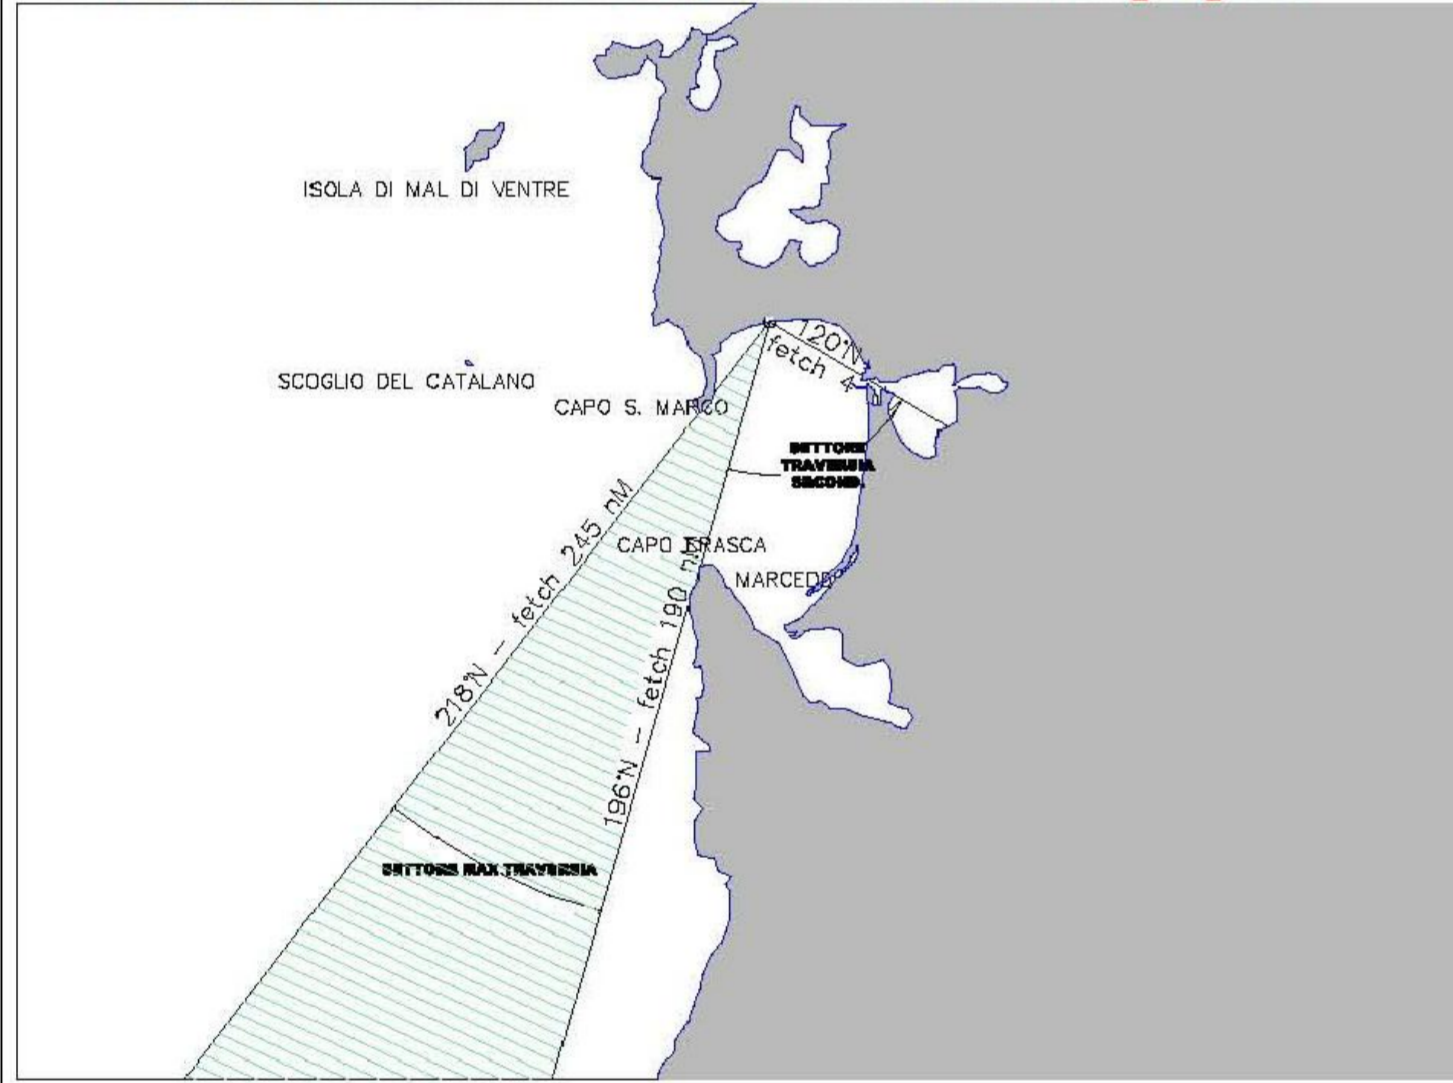 ISOLA DI MAL DI VENTRE
120°N
fetch 4
SCOGLIO DEL CATALANO
CAPO S. MARCO
SETTORE
TRAVERSIA
SECOND.
218°N – fetch 245 nM
CAPO FRASCA
196°N – fetch 190 nM
MARCEDDI
SETTORE MAX TRAVERSIA